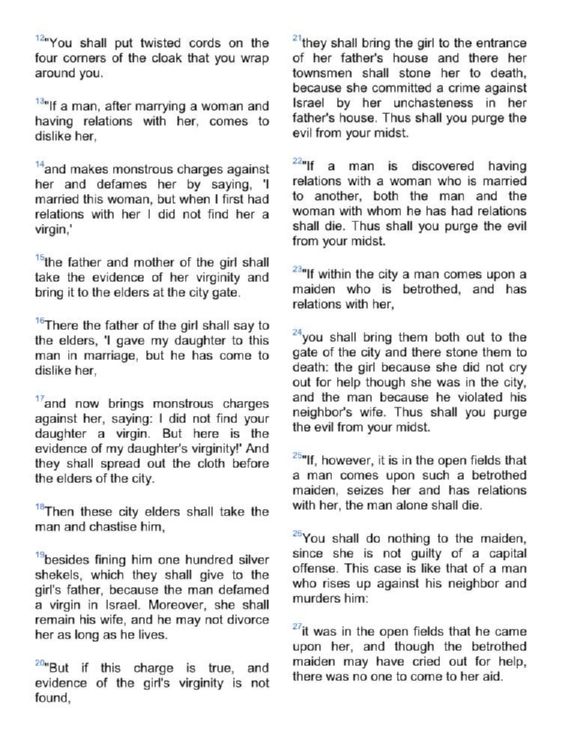 12"You shall put twisted cords on the
four corners of the cloak that you wrap
around you.
13"If a man, after marrying a woman and
having relations with her, comes to
dislike her,
14and makes monstrous charges against
her and defames her by saying, 'I
married this woman, but when I first had
relations with her I did not find her a
virgin,'
15the father and mother of the girl shall
take the evidence of her virginity and
bring it to the elders at the city gate.
16There the father of the girl shall say to
the elders, 'I gave my daughter to this
man in marriage, but he has come to
dislike her,
17and now brings monstrous charges
against her, saying: I did not find your
daughter a virgin. But here is the
evidence of my daughter's virginity!' And
they shall spread out the cloth before
the elders of the city.
18Then these city elders shall take the
man and chastise him,
19besides fining him one hundred silver
shekels, which they shall give to the
girl's father, because the man defamed
a virgin in Israel. Moreover, she shall
remain his wife, and he may not divorce
her as long as he lives.
20"But if this charge is true, and
evidence of the girl's virginity is not
found,
21they shall bring the girl to the entrance
of her father's house and there her
townsmen shall stone her to death,
because she committed a crime against
Israel by her unchasteness in her
father's house. Thus shall you purge the
evil from your midst.
22"If a man is discovered having
relations with a woman who is married
to another, both the man and the
woman with whom he has had relations
shall die. Thus shall you purge the evil
from your midst.
23"If within the city a man comes upon a
maiden who is betrothed, and has
relations with her,
24you shall bring them both out to the
gate of the city and there stone them to
death: the girl because she did not cry
out for help though she was in the city,
and the man because he violated his
neighbor's wife. Thus shall you purge
the evil from your midst.
25"If, however, it is in the open fields that
a man comes upon such a betrothed
maiden, seizes her and has relations
with her, the man alone shall die.
26You shall do nothing to the maiden,
since she is not guilty of a capital
offense. This case is like that of a man
who rises up against his neighbor and
murders him:
27it was in the open fields that he came
upon her, and though the betrothed
maiden may have cried out for help,
there was no one to come to her aid.